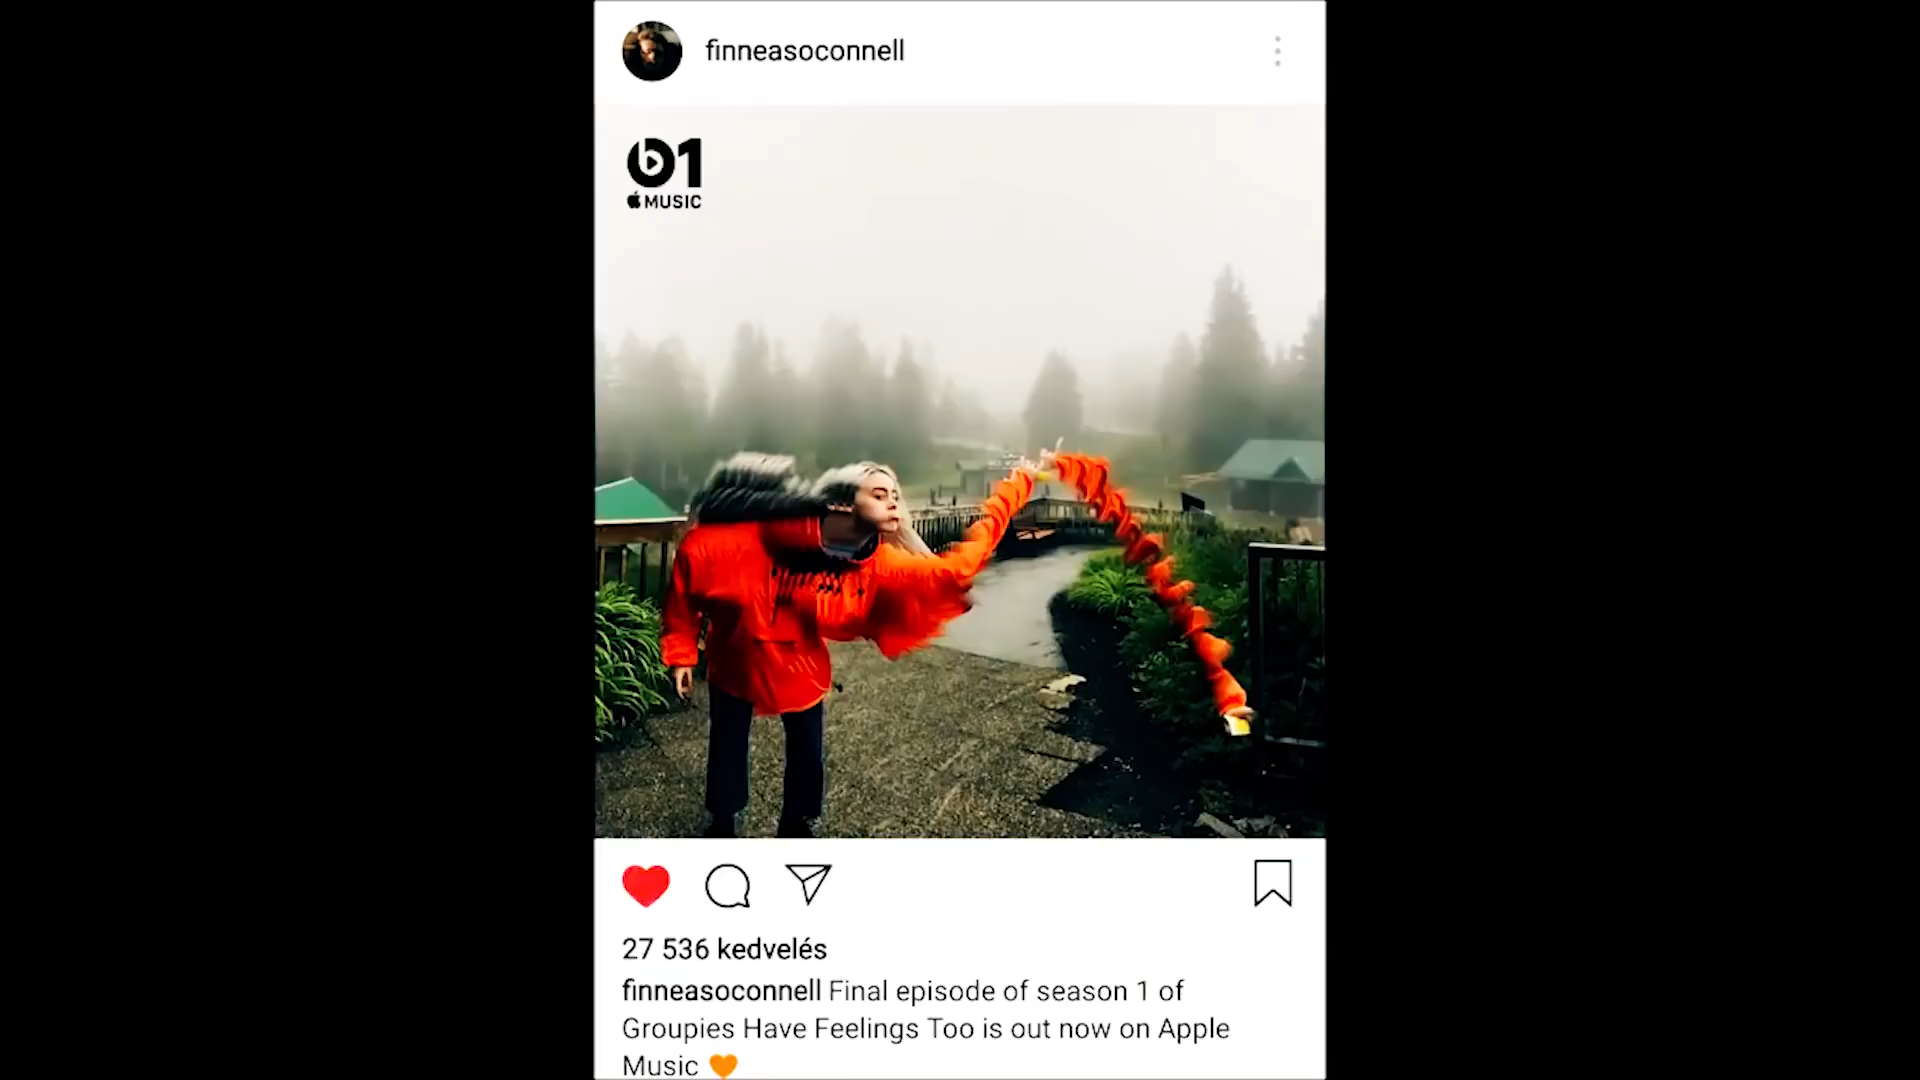 finneasoconnell
b1
MUSIC
27 536 kedvelés
finneasoconnell Final episode of season 1 of
Groupies Have Feelings Too is out now on Apple
Music 🧡